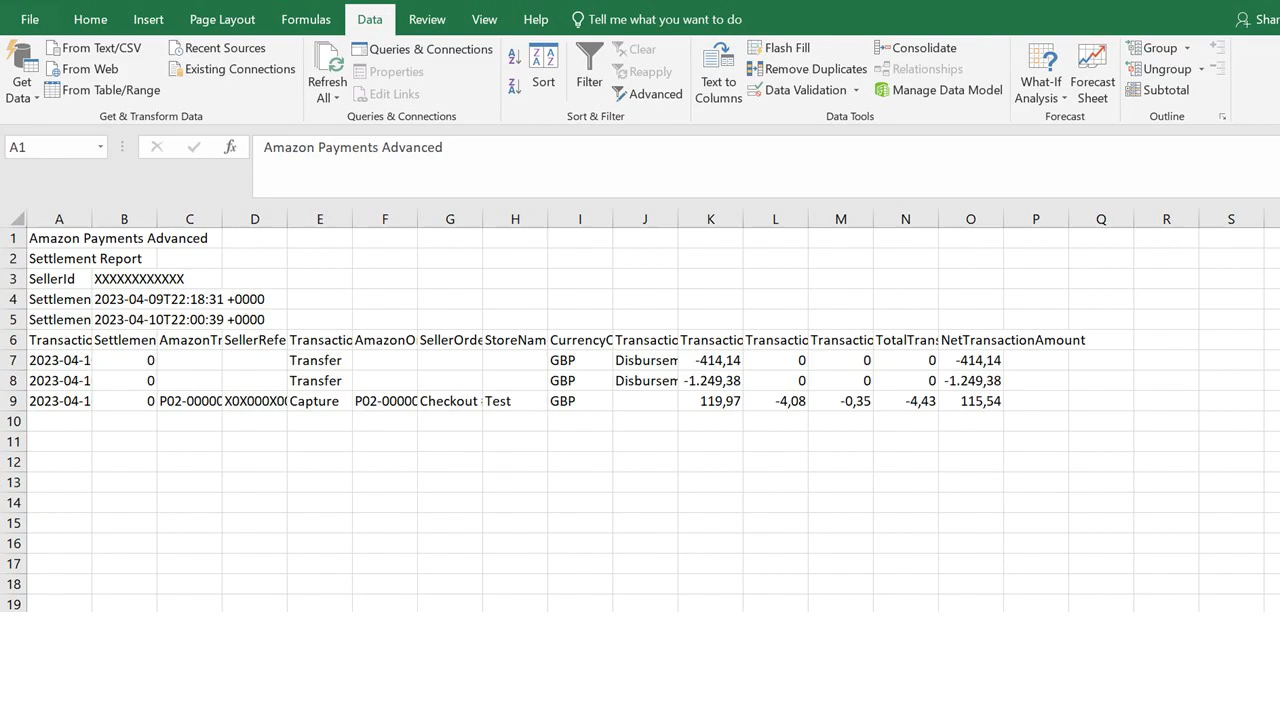 File Home Insert Page Layout Formulas Data Review View Help Tell me what you want to do
From Text/CSV Recent Sources Queries & Connections Clear Flash Fill Consolidate Group
From Web Existing Connections Properties Reapply Remove Duplicates Relationships Ungroup
From Table/Range Edit Links Advanced Data Validation Manage Data Model Subtotal
Get Data Refresh All Sort Filter Text to Columns What-If Analysis Forecast Sheet
Get & Transform Data Queries & Connections Sort & Filter Data Tools Forecast Outline
A1 fx Amazon Payments Advanced
A B C D E F G H I J K L M N O P Q R S
1 Amazon Payments Advanced
2 Settlement Report
3 SellerId XXXXXXXXXXXX
4 Settlemen 2023-04-09T22:18:31 +0000
5 Settlemen 2023-04-10T22:00:39 +0000
6 Transactio Settlemen AmazonTr SellerRefe Transactio AmazonO SellerOrde StoreNam CurrencyC Transactio Transactio Transactio Transactio TotalTrans NetTransactionAmount
7 2023-04-1 0 Transfer GBP Disbursem -414,14 0 0 0 -414,14
8 2023-04-1 0 Transfer GBP Disbursem -1.249,38 0 0 0 -1.249,38
9 2023-04-1 0 P02-0000 X0X000X0 Capture P02-0000 Checkout Test GBP 119,97 -4,08 -0,35 -4,43 115,54
10
11
12
13
14
15
16
17
18
19